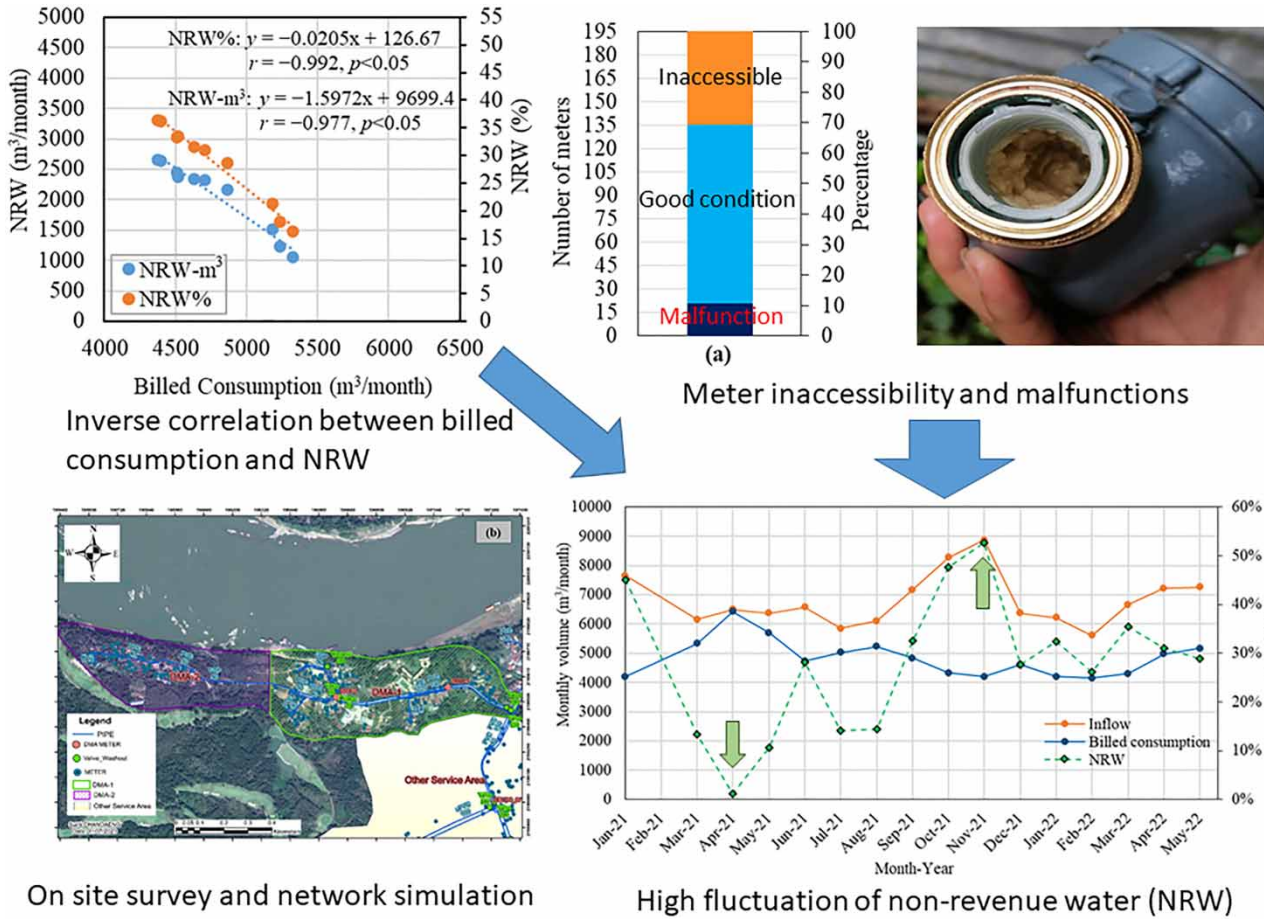 NRW%: y = −0.0205x + 126.67
r = −0.992, p<0.05
NRW-m³: y = −1.5972x + 9699.4
r = −0.977, p<0.05
5000
4500
4000
3500
3000
2500
2000
1500
1000
500
0
NRW (m³/month)
55
50
45
40
35
30
25
20
15
10
5
0
NRW (%)
NRW-m³
NRW%
4000 4500 5000 5500 6000 6500
Billed Consumption (m³/month)
Inverse correlation between billed
consumption and NRW
Number of meters
195
180
165
150
135
120
105
90
75
60
45
30
15
0
Inaccessible
Good condition
Malfunction
100
90
80
70
60
50
40
30
20
10
0
Percentage
(a)
Meter inaccessibility and malfunctions
(b)
N
W E
S
DMA-2
DMA-1
Other Service Area
Legend
PIPE
DMA METER
Valve_Washout
METER
DMA-1
DMA-2
Other Service Area
On site survey and network simulation
Monthly volume (m³/month)
10000
9000
8000
7000
6000
5000
4000
3000
2000
1000
0
60%
50%
40%
30%
20%
10%
0%
Inflow
Billed consumption
NRW
Jan-21 Feb-21 Mar-21 Apr-21 May-21 Jun-21 Jul-21 Aug-21 Sep-21 Oct-21 Nov-21 Dec-21 Jan-22 Feb-22 Mar-22 Apr-22 May-22
Month-Year
High fluctuation of non-revenue water (NRW)